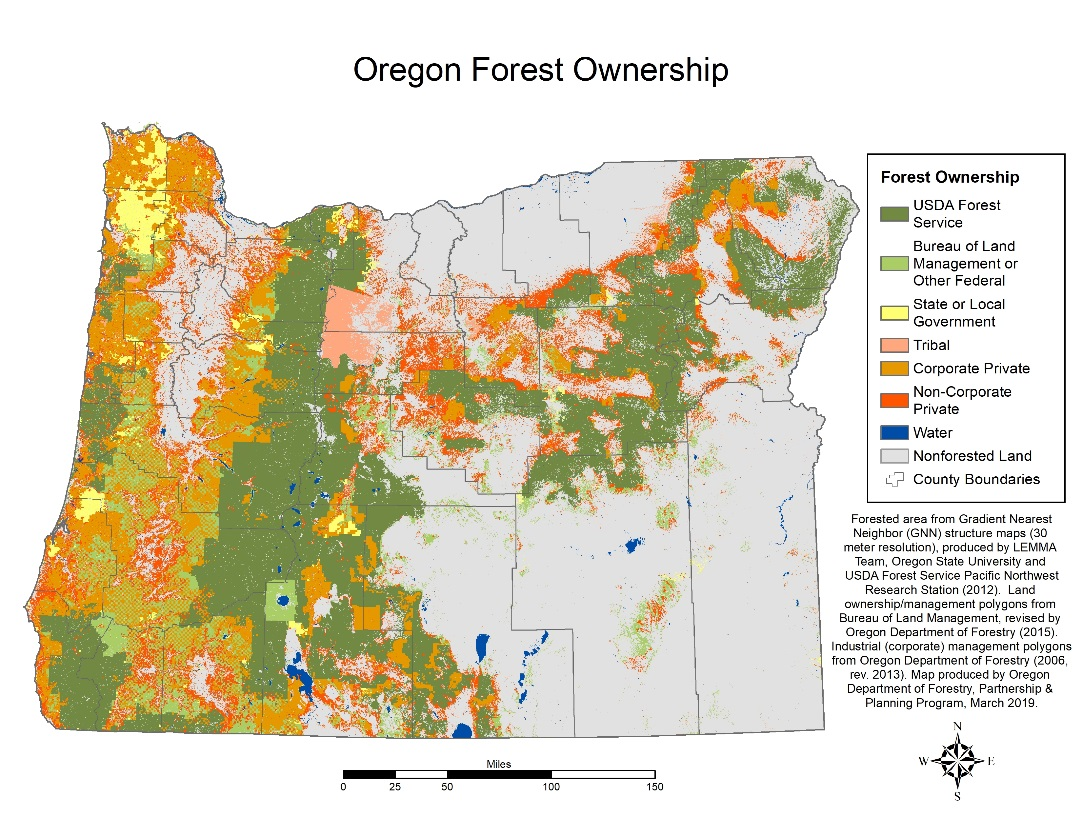 Oregon Forest Ownership
Forest Ownership
USDA Forest
Service
Bureau of Land
Management or
Other Federal
State or Local
Government
Tribal
Corporate Private
Non-Corporate
Private
Water
Nonforested Land
County Boundaries
Forested area from Gradient Nearest
Neighbor (GNN) structure maps (30
meter resolution), produced by LEMMA
Team, Oregon State University and
USDA Forest Service Pacific Northwest
Research Station (2012). Land
ownership/management polygons from
Bureau of Land Management, revised by
Oregon Department of Forestry (2015).
Industrial (corporate) management polygons
from Oregon Department of Forestry (2006,
rev. 2013). Map produced by Oregon
Department of Forestry, Partnership &
Planning Program, March 2019.
N
W E
S
Miles
0 25 50 100 150